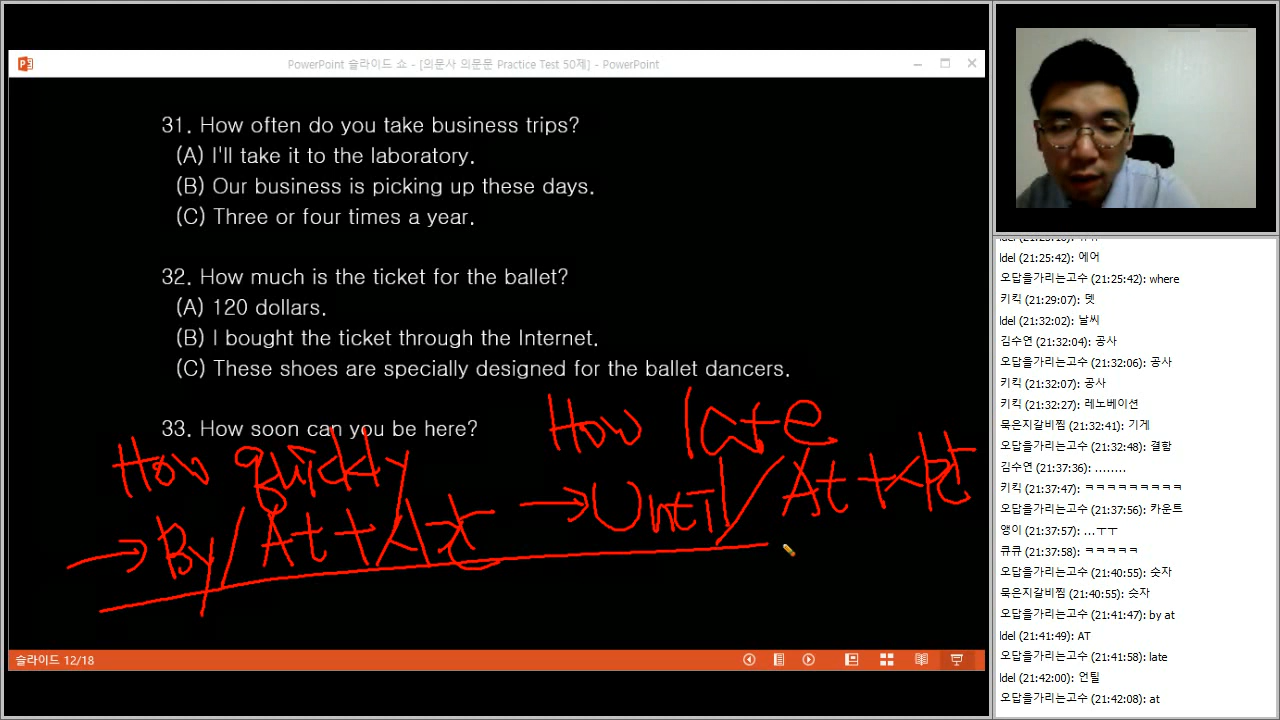 PowerPoint 슬라이드 쇼 - [의문사 의문문 Practice Test 50제] - PowerPoint
31. How often do you take business trips?
(A) I'll take it to the laboratory.
(B) Our business is picking up these days.
(C) Three or four times a year.
32. How much is the ticket for the ballet?
(A) 120 dollars.
(B) I bought the ticket through the Internet.
(C) These shoes are specially designed for the ballet dancers.
33. How soon can you be here?
How quickly
→ By / At + 시간
How late
→ Until / At + 시간
슬라이드 12/18
ldel (21:25:42): 에어
오답을가리는고수 (21:25:42): where
키킥 (21:29:07): 뎃
ldel (21:32:02): 날씨
김수연 (21:32:04): 공사
오답을가리는고수 (21:32:06): 공사
키킥 (21:32:07): 공사
키킥 (21:32:27): 레노베이션
묵은지갈비찜 (21:32:41): 기게
오답을가리는고수 (21:32:48): 결함
김수연 (21:37:36): ........
키킥 (21:37:47): ㅋㅋㅋㅋㅋㅋㅋㅋㅋ
오답을가리는고수 (21:37:56): 카운트
앵이 (21:37:57): ...ㅜㅜ
큐큐 (21:37:58): ㅋㅋㅋㅋㅋ
오답을가리는고수 (21:40:55): 숫자
묵은지갈비찜 (21:40:55): 숫자
오답을가리는고수 (21:41:47): by at
ldel (21:41:49): AT
오답을가리는고수 (21:41:58): late
ldel (21:42:00): 언틸
오답을가리는고수 (21:42:08): at